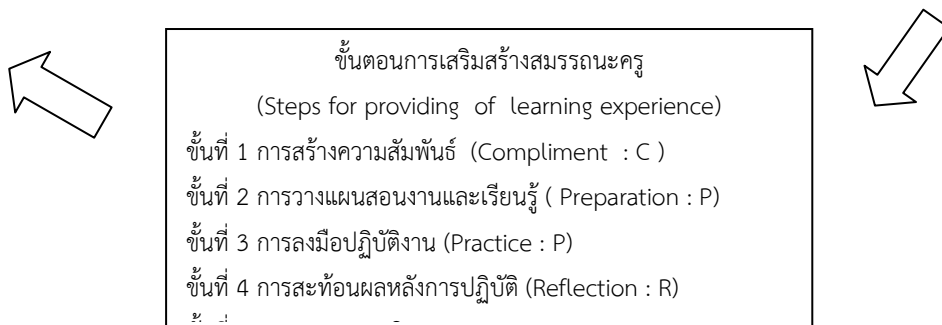 ขั้นตอนการเสริมสร้างสมรรถนะครู
(Steps for providing of learning experience)
ขั้นที่ 1 การสร้างความสัมพันธ์ (Compliment : C )
ขั้นที่ 2 การวางแผนสอนงานและเรียนรู้ ( Preparation : P)
ขั้นที่ 3 การลงมือปฏิบัติงาน (Practice : P)
ขั้นที่ 4 การสะท้อนผลหลังการปฏิบัติ (Reflection : R)